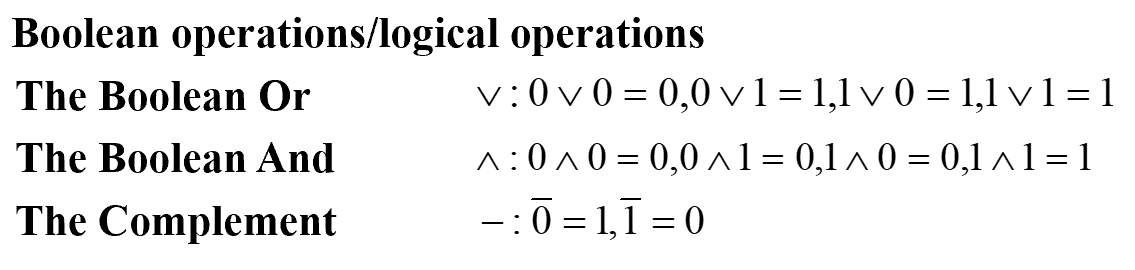 Boolean operations/logical operations
The Boolean Or ∨ : 0 ∨ 0 = 0,0 ∨ 1 = 1,1 ∨ 0 = 1,1 ∨ 1 = 1
The Boolean And ∧ : 0 ∧ 0 = 0,0 ∧ 1 = 0,1 ∧ 0 = 0,1 ∧ 1 = 1
The Complement − : 0̅ = 1, 1̅ = 0